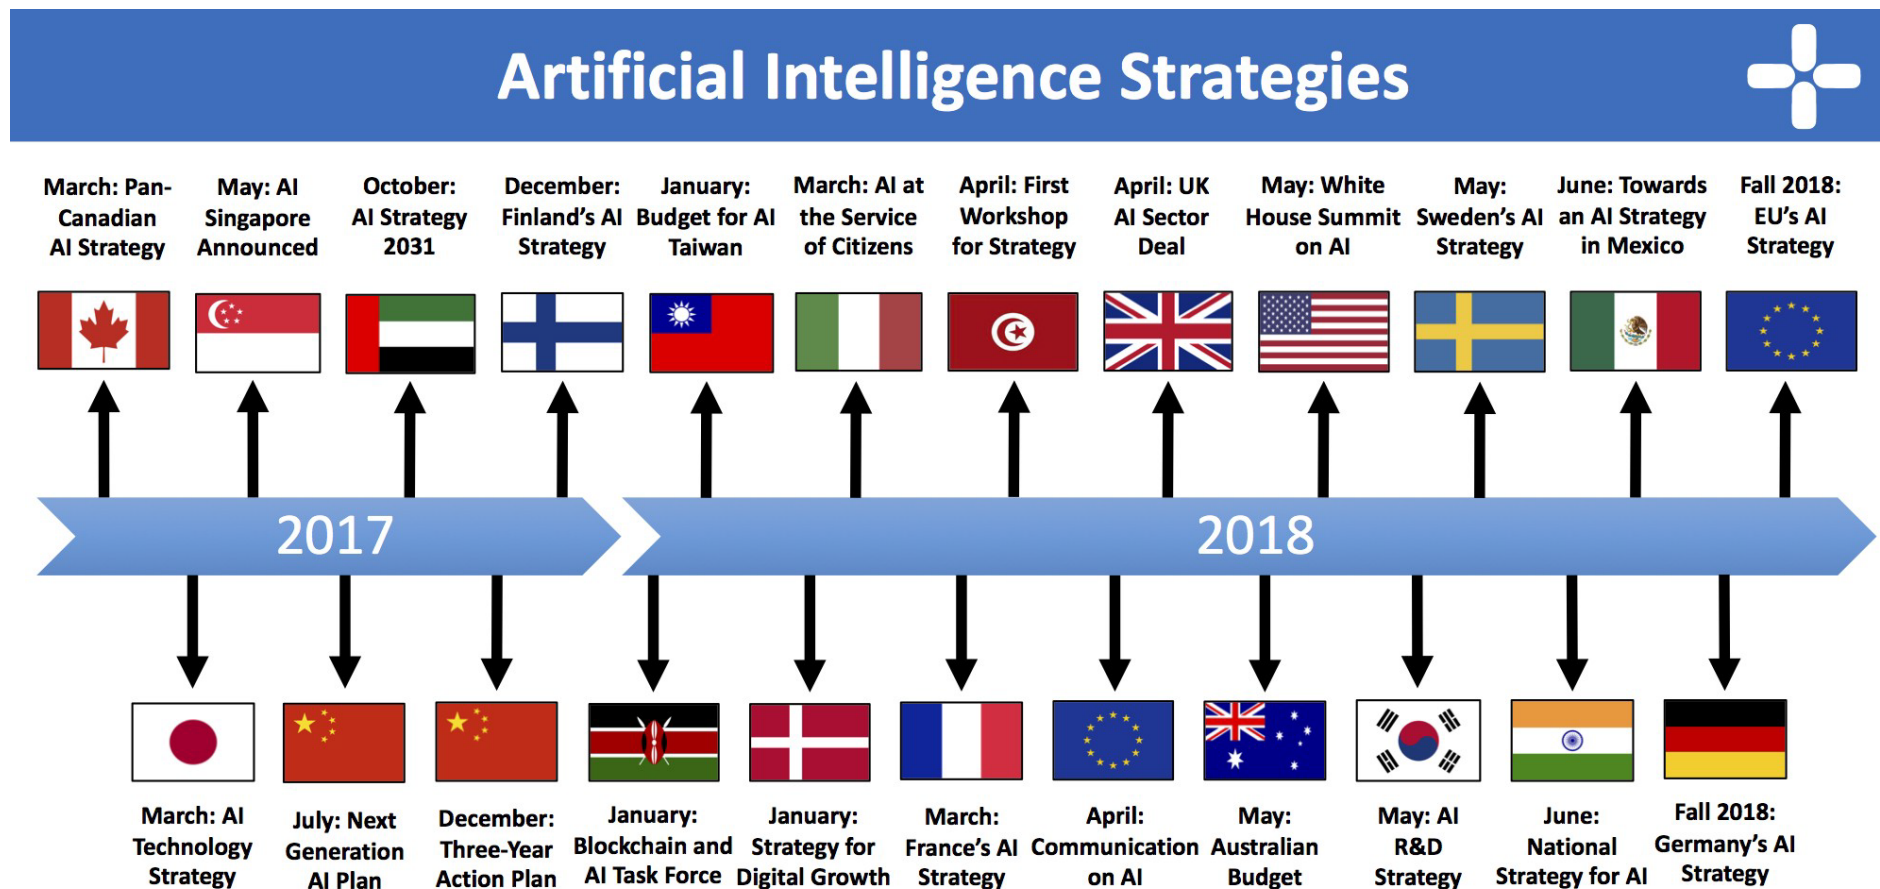 Artificial Intelligence Strategies
March: Pan-
Canadian
AI Strategy
May: AI
Singapore
Announced
October:
AI Strategy
2031
December:
Finland’s AI
Strategy
January:
Budget for AI
Taiwan
March: AI at
the Service
of Citizens
April: First
Workshop
for Strategy
April: UK
AI Sector
Deal
May: White
House Summit
on AI
May:
Sweden’s AI
Strategy
June: Towards
an AI Strategy
in Mexico
Fall 2018:
EU’s AI
Strategy
2017
2018
March: AI
Technology
Strategy
July: Next
Generation
AI Plan
December:
Three-Year
Action Plan
January:
Blockchain and
AI Task Force
January:
Strategy for
Digital Growth
March:
France’s AI
Strategy
April:
Communication
on AI
May:
Australian
Budget
May: AI
R&D
Strategy
June:
National
Strategy for AI
Fall 2018:
Germany’s AI
Strategy